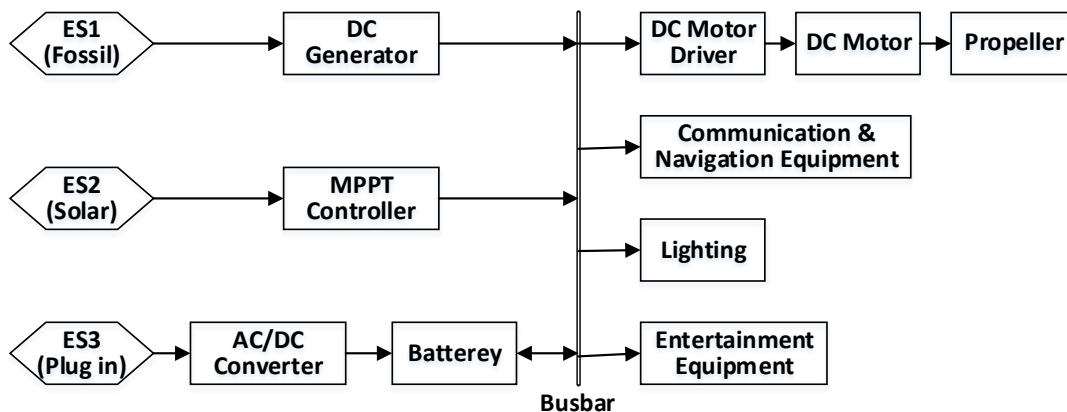 ES1
(Fossil)
DC
Generator
DC Motor
Driver
DC Motor
Propeller
Communication &
Navigation Equipment
ES2
(Solar)
MPPT
Controller
Lighting
ES3
(Plug in)
AC/DC
Converter
Batterey
Entertainment
Equipment
Busbar